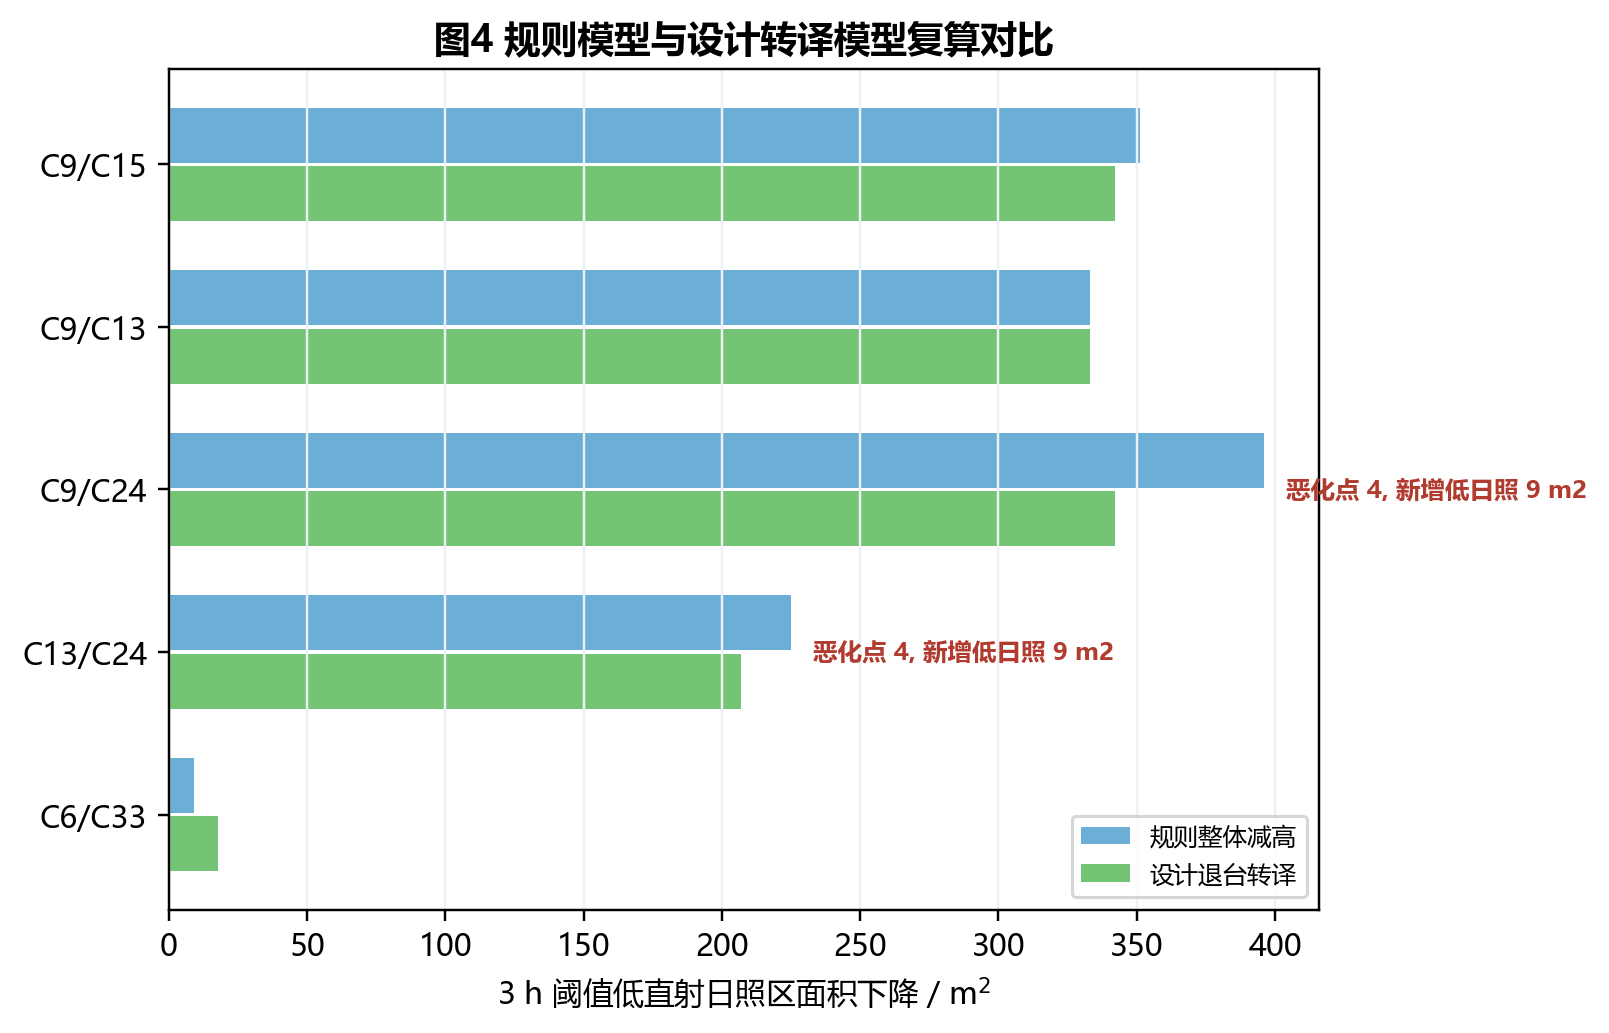 图4 规则模型与设计转译模型复算对比
C9/C15
C9/C13
C9/C24
恶化点 4, 新增低日照 9 m2
C13/C24
恶化点 4, 新增低日照 9 m2
C6/C33
规则整体减高
设计退台转译
0 50 100 150 200 250 300 350 400
3 h 阈值低直射日照区面积下降 / m²